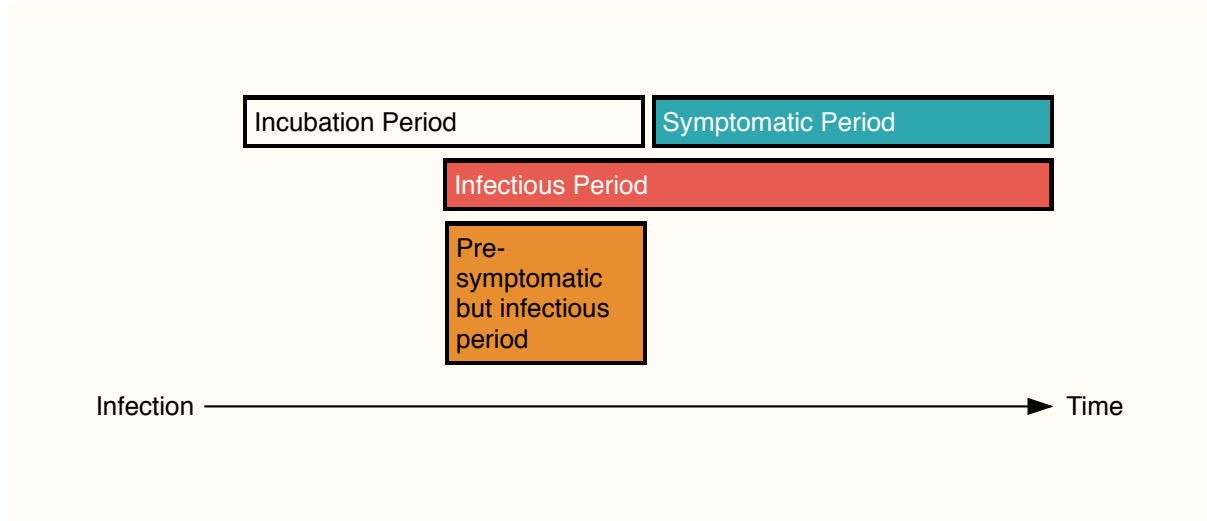 Incubation Period
Symptomatic Period
Infectious Period
Pre-
symptomatic
but infectious
period
Infection
Time